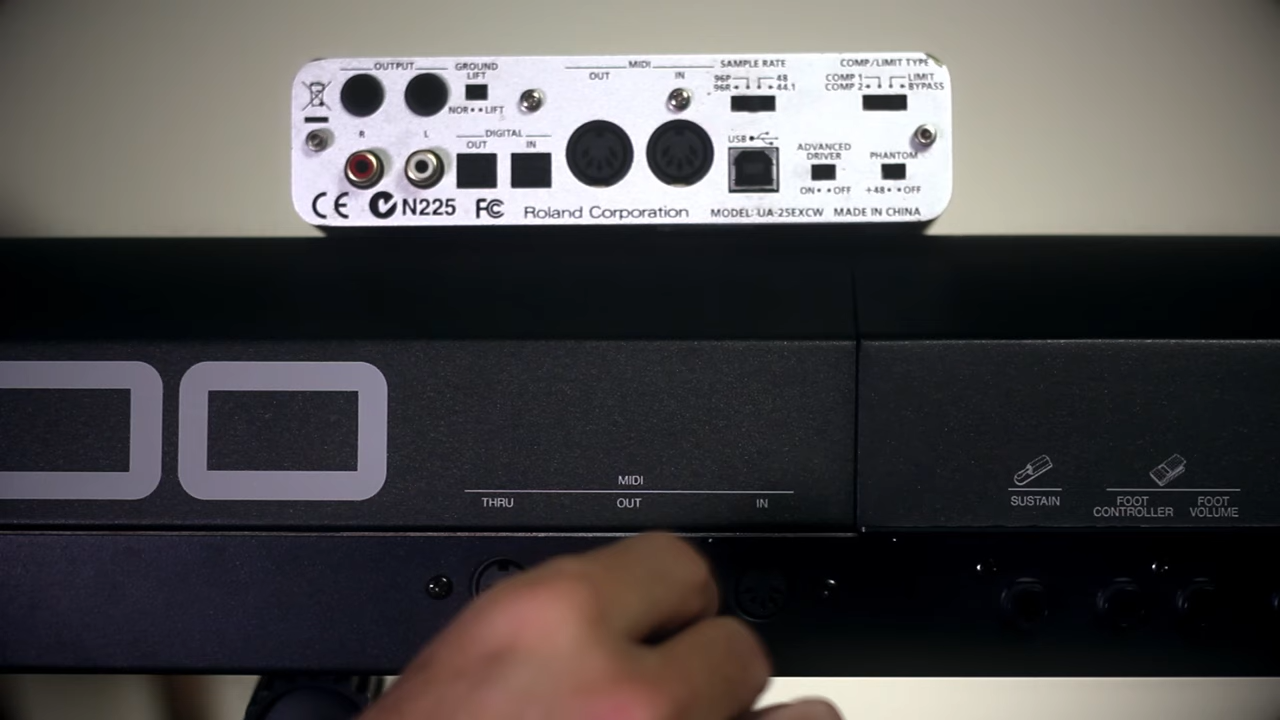 OUTPUT GROUND LIFT MIDI SAMPLE RATE COMP/LIMIT TYPE
OUT IN
96P 48 COMP 1 LIMIT
96R 44.1 COMP 2 BYPASS
NOR LIFT
R L DIGITAL
OUT IN USB ADVANCED DRIVER PHANTOM
ON OFF +48 OFF
CE N225 FC Roland Corporation MODEL: UA-25EXCW MADE IN CHINA
MIDI
THRU OUT IN
SUSTAIN FOOT CONTROLLER FOOT VOLUME